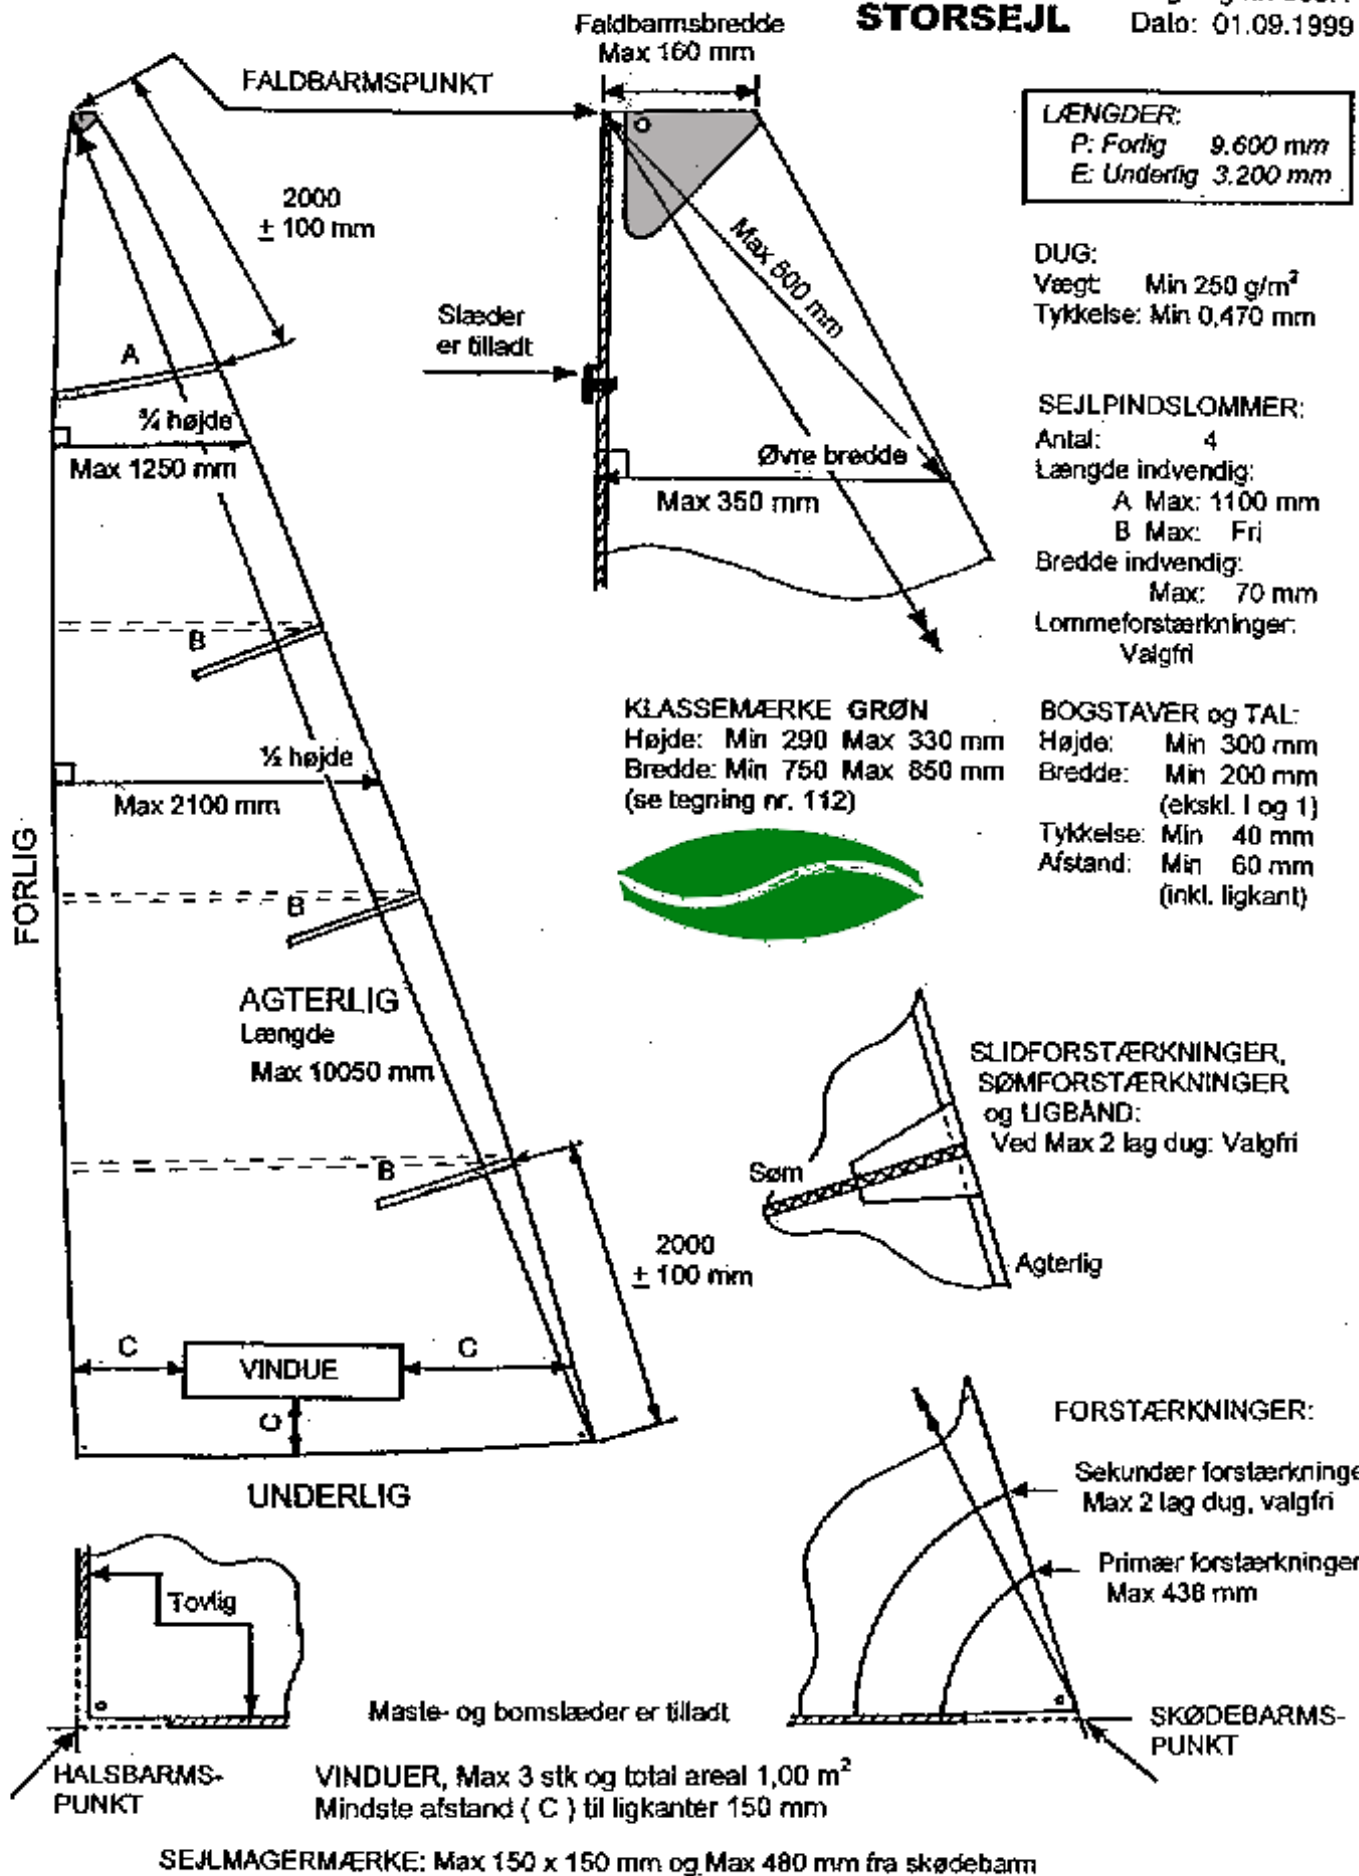 STORSEJL
Dato: 01.09.1999
Faldbarmsbredde
Max 160 mm
FALDBARMSPUNKT
LÆNGDER:
P: Forlig 9.600 mm
E: Underlig 3.200 mm
2000
± 100 mm
Max 500 mm
Slæder
er tilladt
DUG:
Vægt: Min 250 g/m²
Tykkelse: Min 0,470 mm
A
¾ højde
Max 1250 mm
Øvre bredde
Max 350 mm
SEJLPINDSLOMMER:
Antal: 4
Længde indvendig:
A Max: 1100 mm
B Max: Fri
Bredde indvendig:
Max: 70 mm
Lommeforstærkninger:
Valgfri
B
½ højde
Max 2100 mm
FORLIG
KLASSEMÆRKE GRØN
Højde: Min 290 Max 330 mm
Bredde: Min 750 Max 850 mm
(se tegning nr. 112)
BOGSTAVER og TAL:
Højde: Min 300 mm
Bredde: Min 200 mm
(ekskl. I og 1)
Tykkelse: Min 40 mm
Afstand: Min 60 mm
(inkl. ligkant)
B
AGTERLIG
Længde
Max 10050 mm
SLIDFORSTÆRKNINGER,
SØMFORSTÆRKNINGER
og LIGBÅND:
Ved Max 2 lag dug: Valgfri
Søm
Agterlig
B
2000
± 100 mm
C
VINDUE
C
C
UNDERLIG
FORSTÆRKNINGER:
Sekundær forstærkninge
Max 2 lag dug, valgfri
Primær forstærkninger
Max 438 mm
Tovlig
Maste- og bomslæder er tilladt
HALSBARMS-
PUNKT
SKØDEBARMS-
PUNKT
VINDUER, Max 3 stk og total areal 1,00 m²
Mindste afstand ( C ) til ligkanter 150 mm
SEJLMAGERMÆRKE: Max 150 x 150 mm og Max 480 mm fra skødebarm